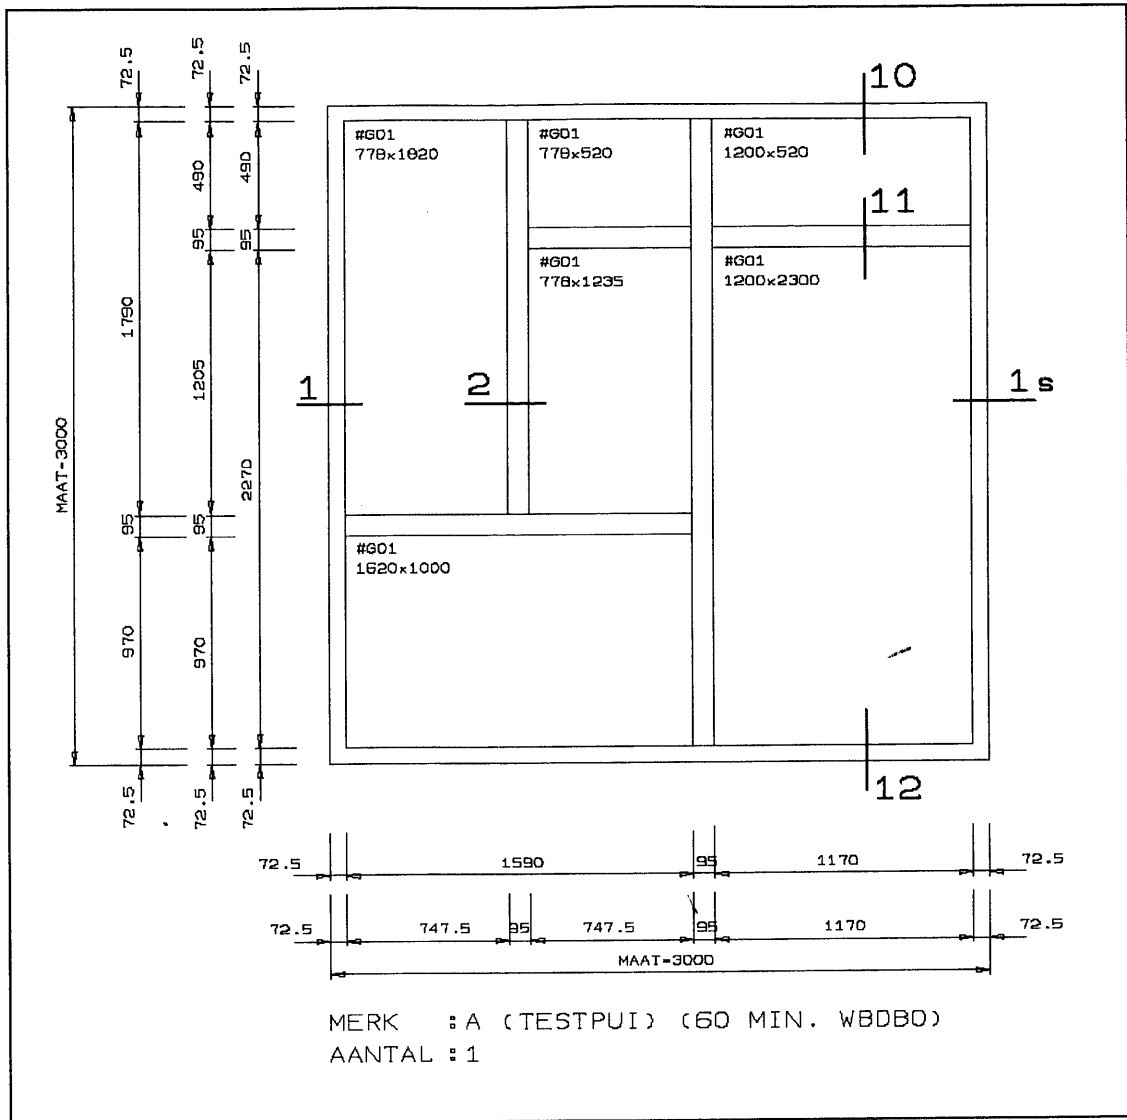 72.5 72.5 72.5
10
#G01
778x1820
#G01
778x520
#G01
1200x520
490 490
11
95 95
#G01
778x1235
#G01
1200x2300
1790
1205
1 2 1s
MAAT-3000
2270
95 95
#G01
1620x1000
970 970
12
72.5 72.5 72.5
72.5 1590 95 1170 72.5
72.5 747.5 95 747.5 95 1170 72.5
MAAT-3000
MERK :A (TESTPUI) (60 MIN. WBDBO)
AANTAL :1